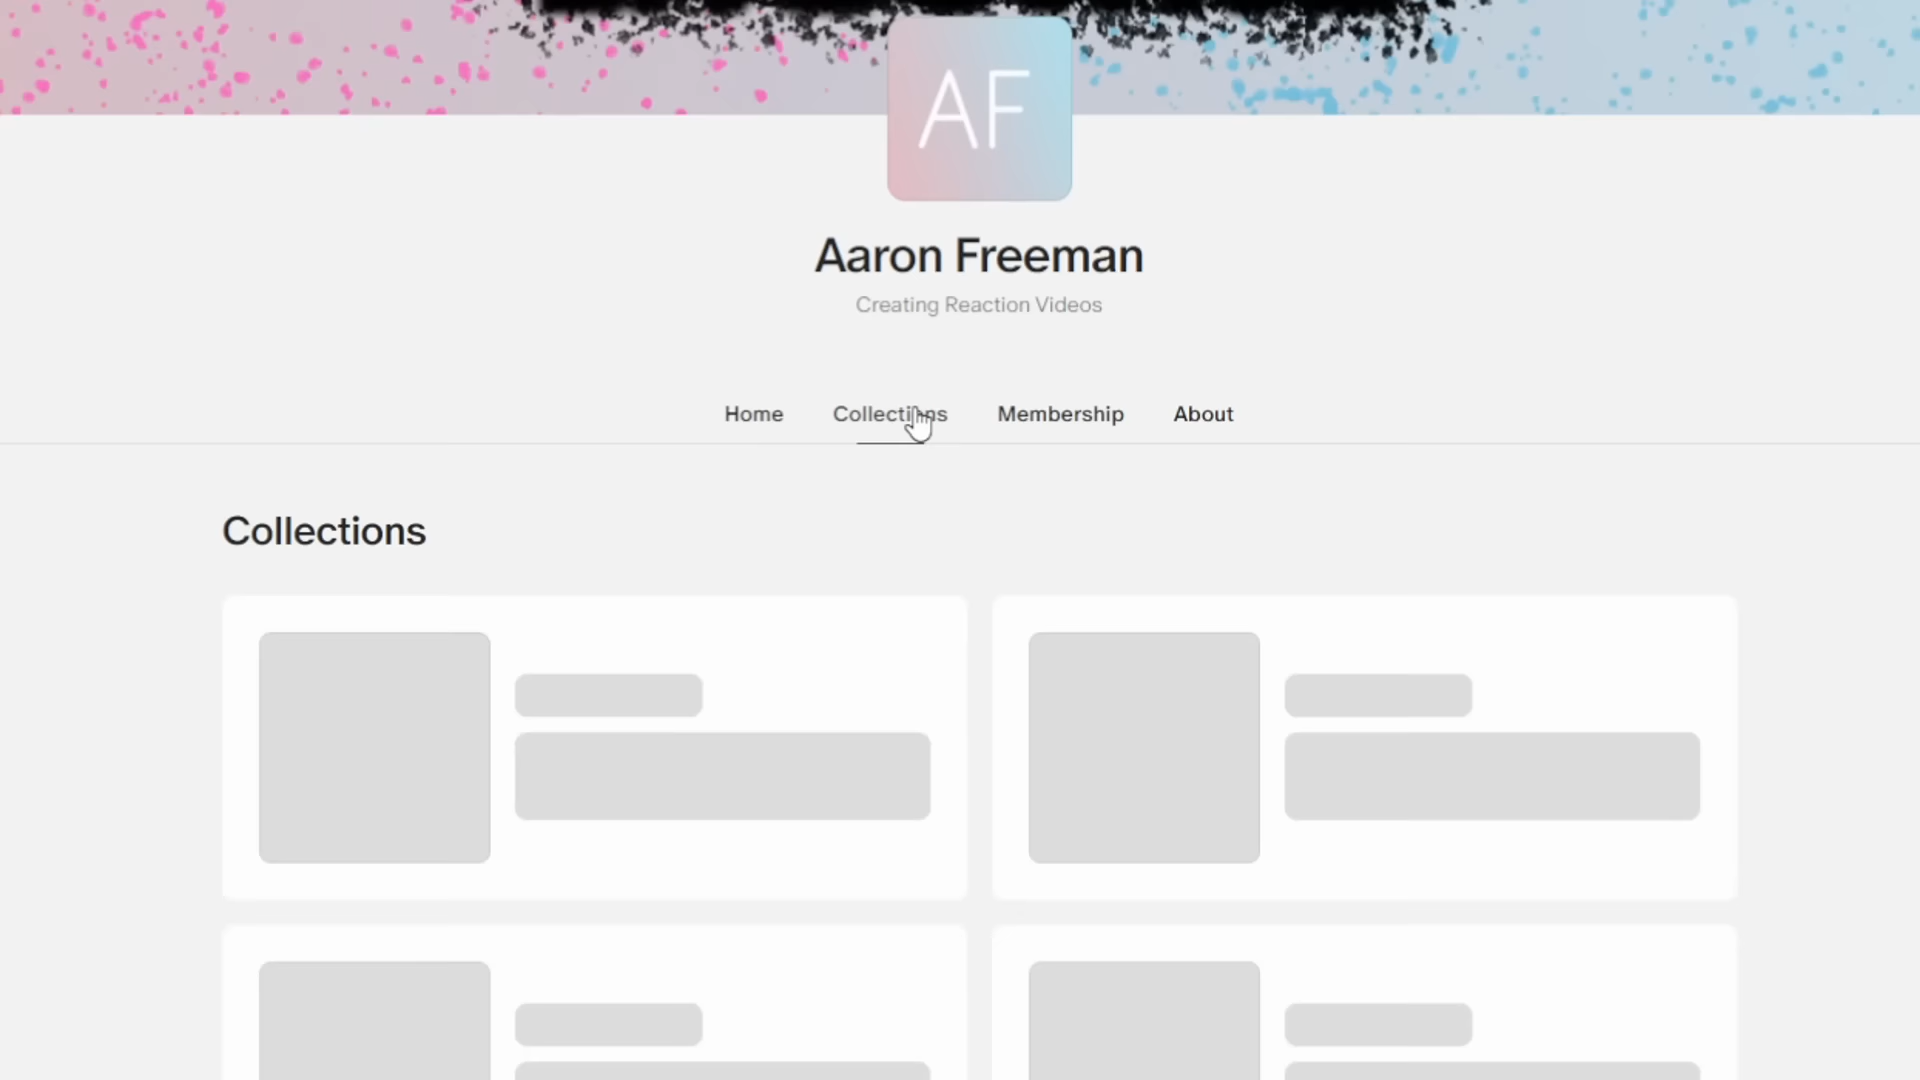 AF
Aaron Freeman
Creating Reaction Videos
Home Collections Membership About
Collections